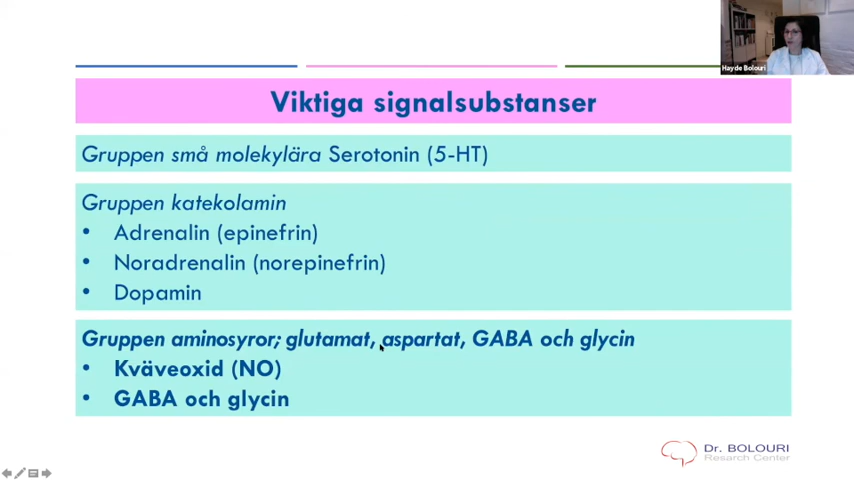 Hayde Bolouri
Viktiga signalsubstanser
Gruppen små molekylära Serotonin (5-HT)
Gruppen katekolamin
• Adrenalin (epinefrin)
• Noradrenalin (norepinefrin)
• Dopamin
Gruppen aminosyror; glutamat, aspartat, GABA och glycin
• Kväveoxid (NO)
• GABA och glycin
Dr. BOLOURI
Resarch Center